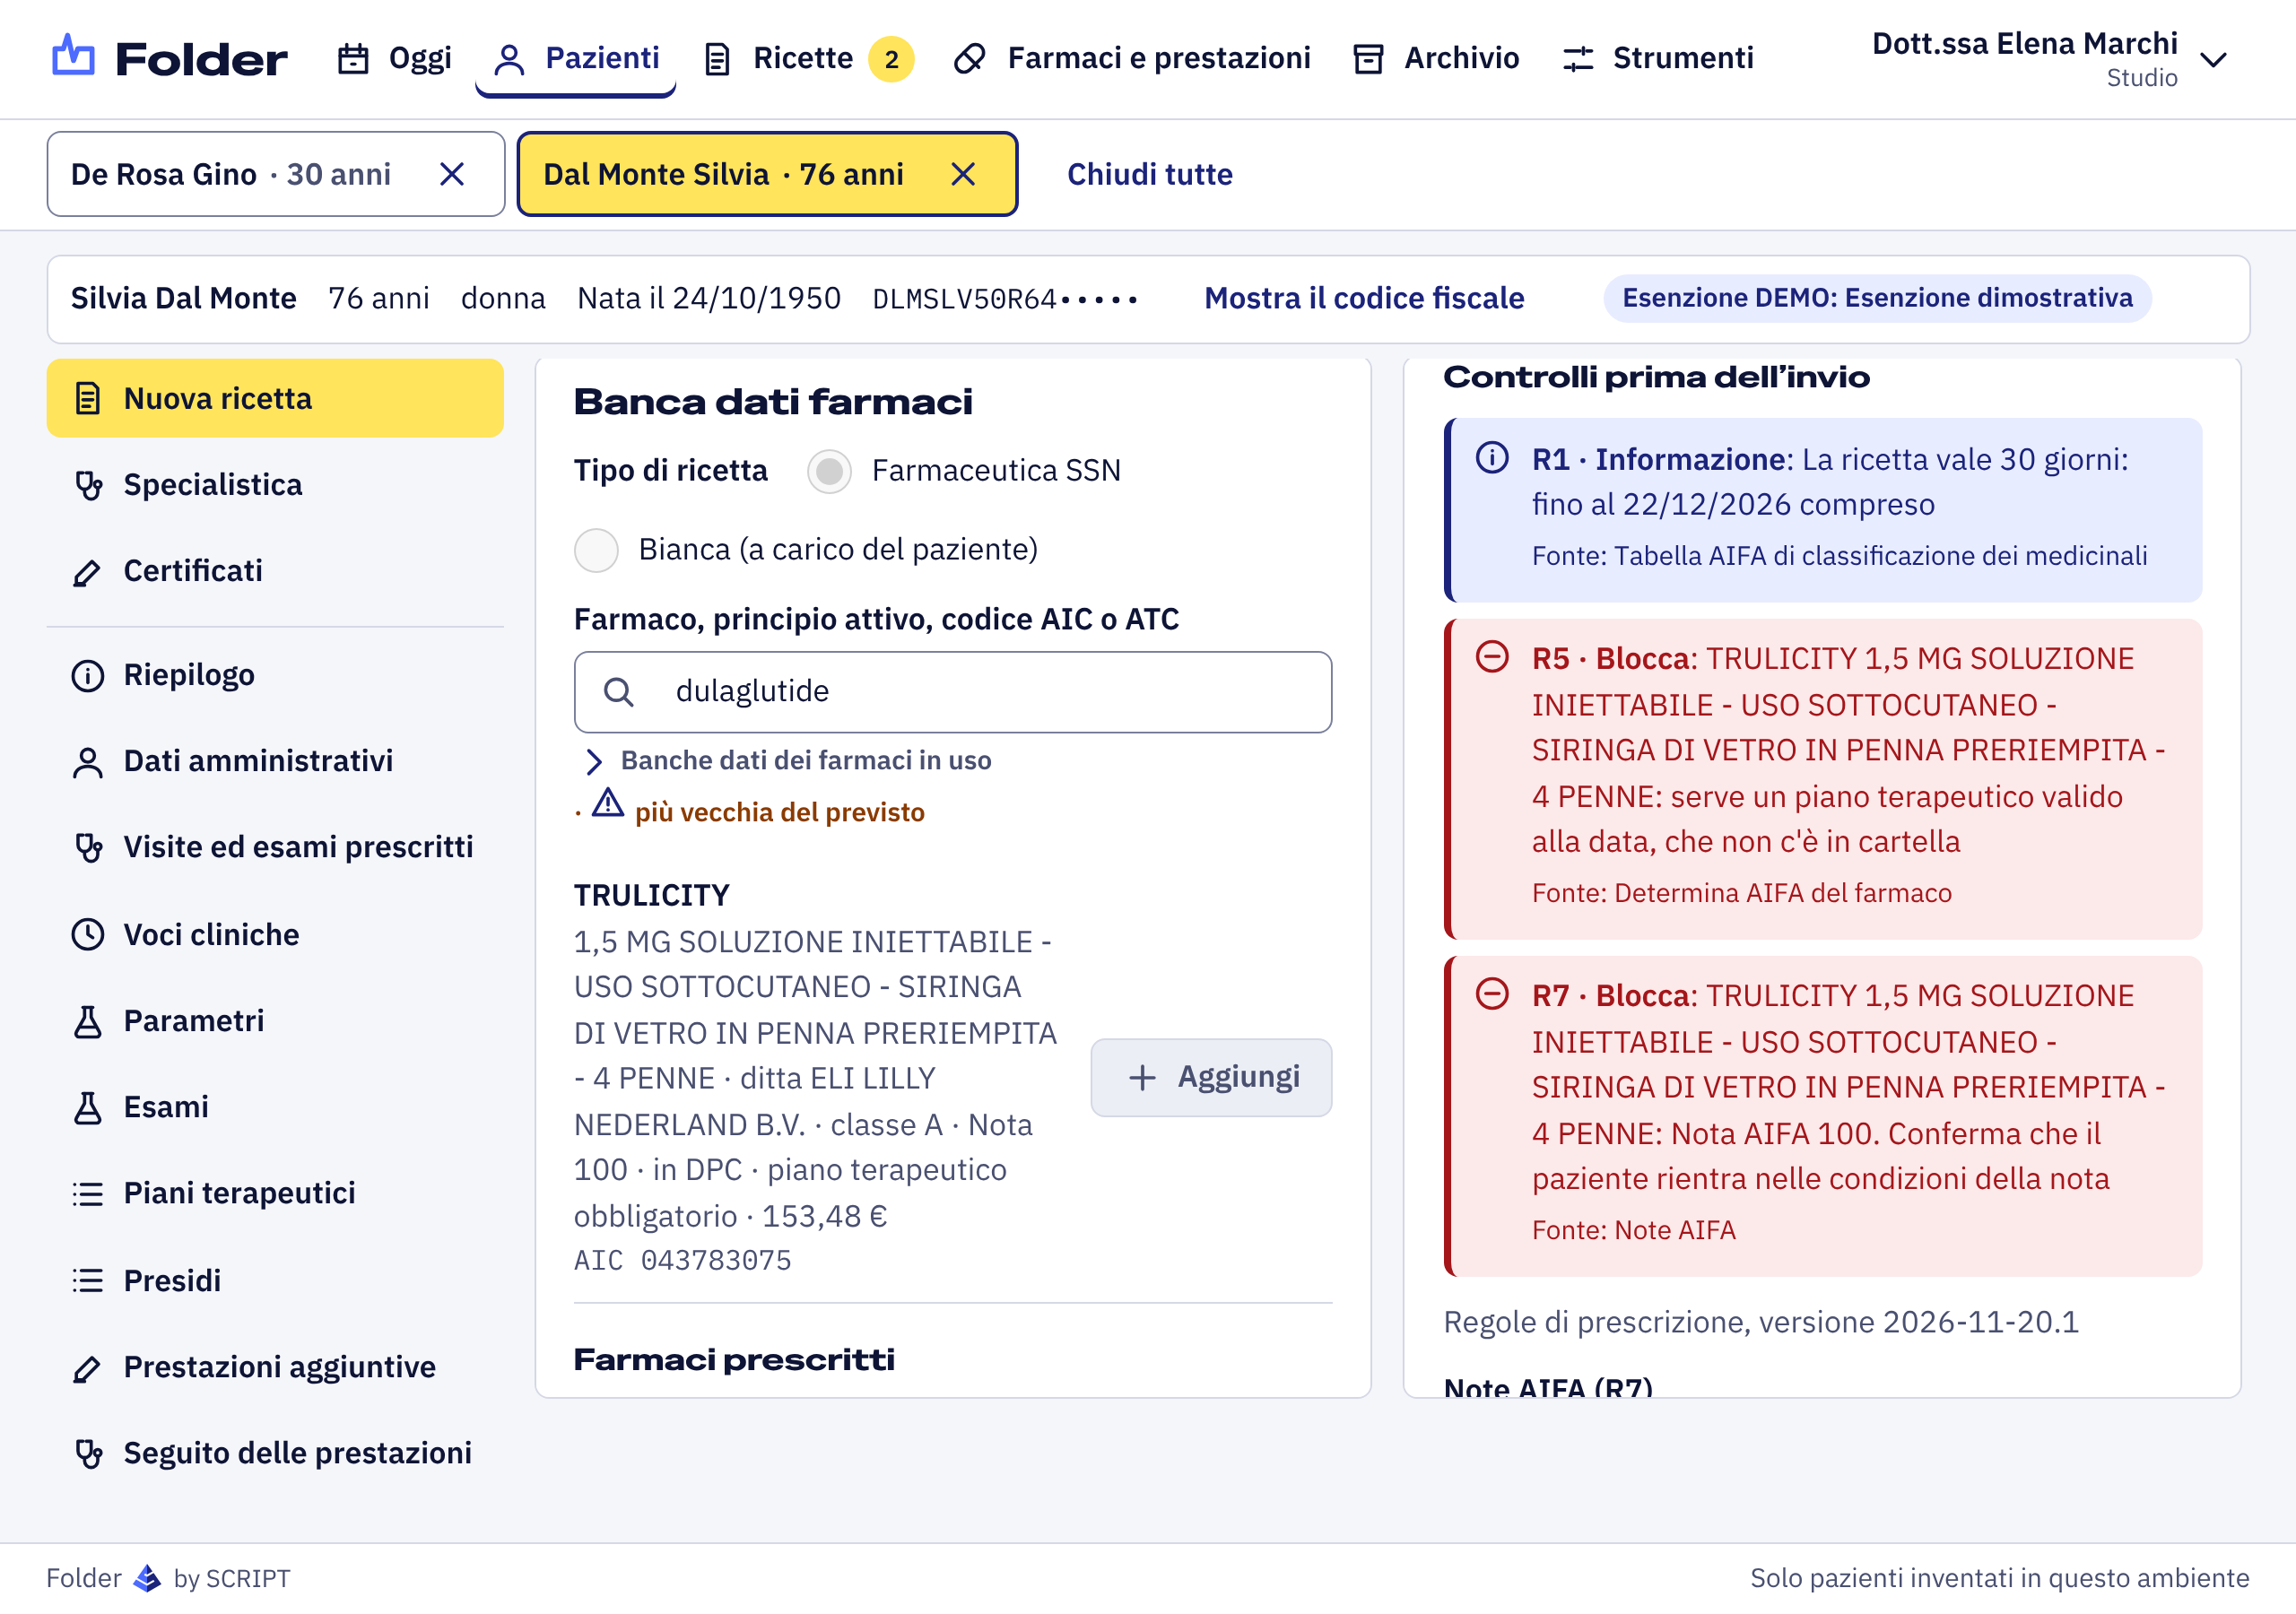 Folder
Oggi
Pazienti
Ricette 2
Farmaci e prestazioni
Archivio
Strumenti
Dott.ssa Elena Marchi
Studio
De Rosa Gino · 30 anni
Dal Monte Silvia · 76 anni
Chiudi tutte
Silvia Dal Monte 76 anni donna Nata il 24/10/1950 DLMSLV50R64•••••
Mostra il codice fiscale
Esenzione DEMO: Esenzione dimostrativa
Nuova ricetta
Specialistica
Certificati
Riepilogo
Dati amministrativi
Visite ed esami prescritti
Voci cliniche
Parametri
Esami
Piani terapeutici
Presidi
Prestazioni aggiuntive
Seguito delle prestazioni
Banca dati farmaci
Tipo di ricetta
Farmaceutica SSN
Bianca (a carico del paziente)
Farmaco, principio attivo, codice AIC o ATC
dulaglutide
Banche dati dei farmaci in uso
· più vecchia del previsto
TRULICITY
1,5 MG SOLUZIONE INIETTABILE -
USO SOTTOCUTANEO - SIRINGA
DI VETRO IN PENNA PRERIEMPITA
- 4 PENNE · ditta ELI LILLY
NEDERLAND B.V. · classe A · Nota
100 · in DPC · piano terapeutico
obbligatorio · 153,48 €
AIC 043783075
Aggiungi
Farmaci prescritti
Controlli prima dell’invio
R1 · Informazione: La ricetta vale 30 giorni:
fino al 22/12/2026 compreso
Fonte: Tabella AIFA di classificazione dei medicinali
R5 · Blocca: TRULICITY 1,5 MG SOLUZIONE
INIETTABILE - USO SOTTOCUTANEO -
SIRINGA DI VETRO IN PENNA PRERIEMPITA -
4 PENNE: serve un piano terapeutico valido
alla data, che non c'è in cartella
Fonte: Determina AIFA del farmaco
R7 · Blocca: TRULICITY 1,5 MG SOLUZIONE
INIETTABILE - USO SOTTOCUTANEO -
SIRINGA DI VETRO IN PENNA PRERIEMPITA -
4 PENNE: Nota AIFA 100. Conferma che il
paziente rientra nelle condizioni della nota
Fonte: Note AIFA
Regole di prescrizione, versione 2026-11-20.1
Note AIFA (R7)
Folder by SCRIPT
Solo pazienti inventati in questo ambiente